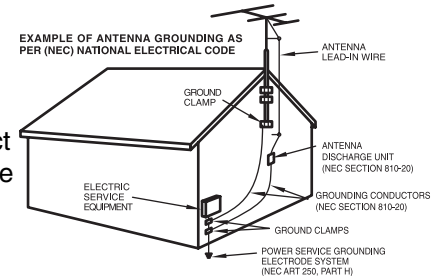 EXAMPLE OF ANTENNA GROUNDING AS
PER (NEC) NATIONAL ELECTRICAL CODE
ANTENNA
LEAD-IN WIRE
GROUND
CLAMP
ct
e
ANTENNA
DISCHARGE UNIT
(NEC SECTION 810-20)
ELECTRIC
SERVICE
EQUIPMENT
GROUNDING CONDUCTORS
(NEC SECTION 810-20)
GROUND CLAMPS
POWER SERVICE GROUNDING
ELECTRODE SYSTEM
(NEC ART 250, PART H)